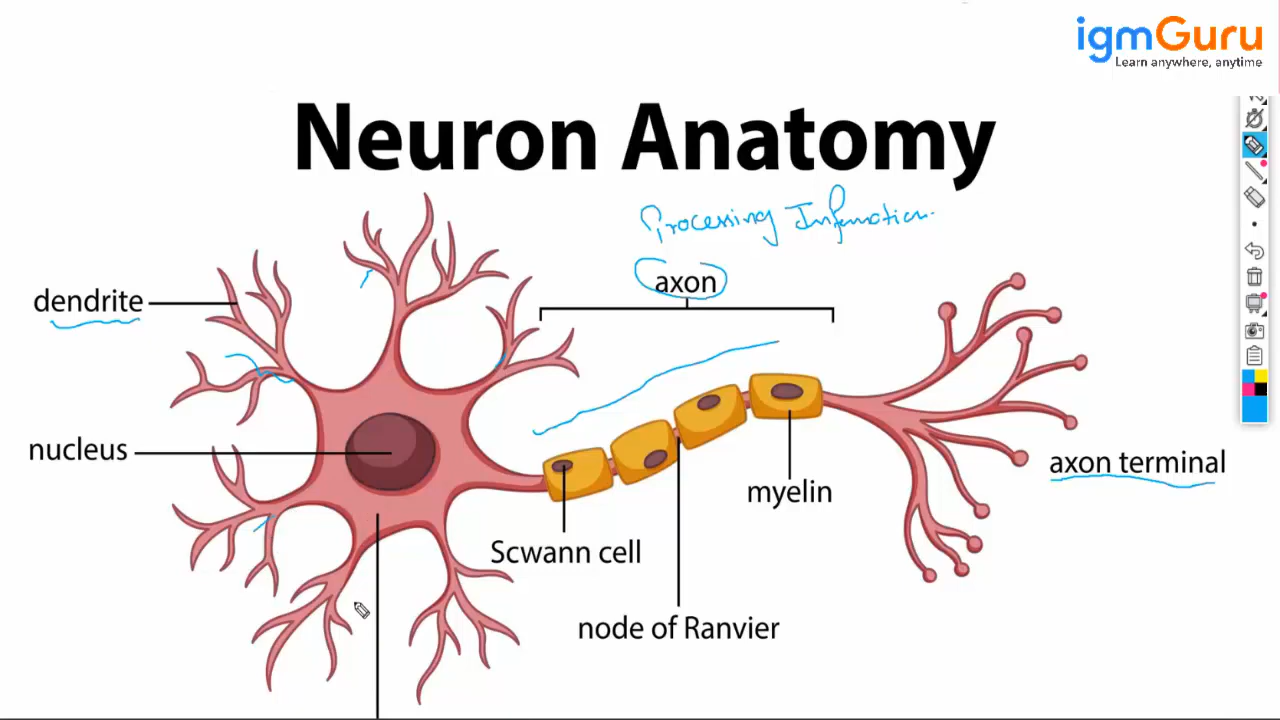 igmGuru
Learn anywhere, anytime
Neuron Anatomy
Processing Information
axon
dendrite
nucleus
axon terminal
myelin
Scwann cell
node of Ranvier